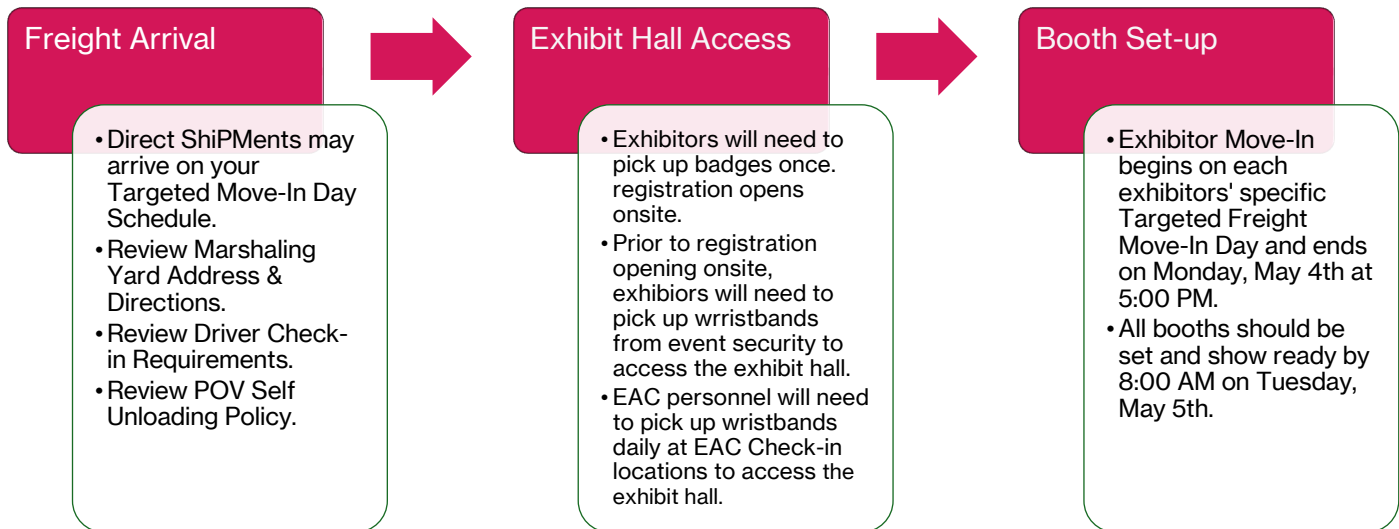 Freight Arrival
• Direct ShiPMents may
arrive on your
Targeted Move-In Day
Schedule.
• Review Marshaling
Yard Address &
Directions.
• Review Driver Check-
in Requirements.
• Review POV Self
Unloading Policy.
Exhibit Hall Access
• Exhibitors will need to
pick up badges once.
registration opens
onsite.
• Prior to registration
opening onsite,
exhibiors will need to
pick up wrristbands
from event security to
access the exhibit hall.
• EAC personnel will need
to pick up wristbands
daily at EAC Check-in
locations to access the
exhibit hall.
Booth Set-up
• Exhibitor Move-In
begins on each
exhibitors' specific
Targeted Freight
Move-In Day and ends
on Monday, May 4th at
5:00 PM.
• All booths should be
set and show ready by
8:00 AM on Tuesday,
May 5th.